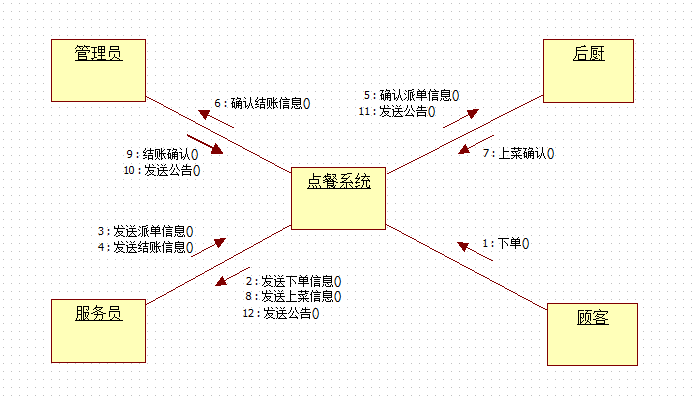 管理员
后厨
6 : 确认结账信息()
5 : 确认派单信息()
11 : 发送公告()
9 : 结账确认()
10 : 发送公告()
7 : 上菜确认()
点餐系统
3 : 发送派单信息()
4 : 发送结账信息()
1 : 下单()
2 : 发送下单信息()
8 : 发送上菜信息()
12 : 发送公告()
服务员
顾客